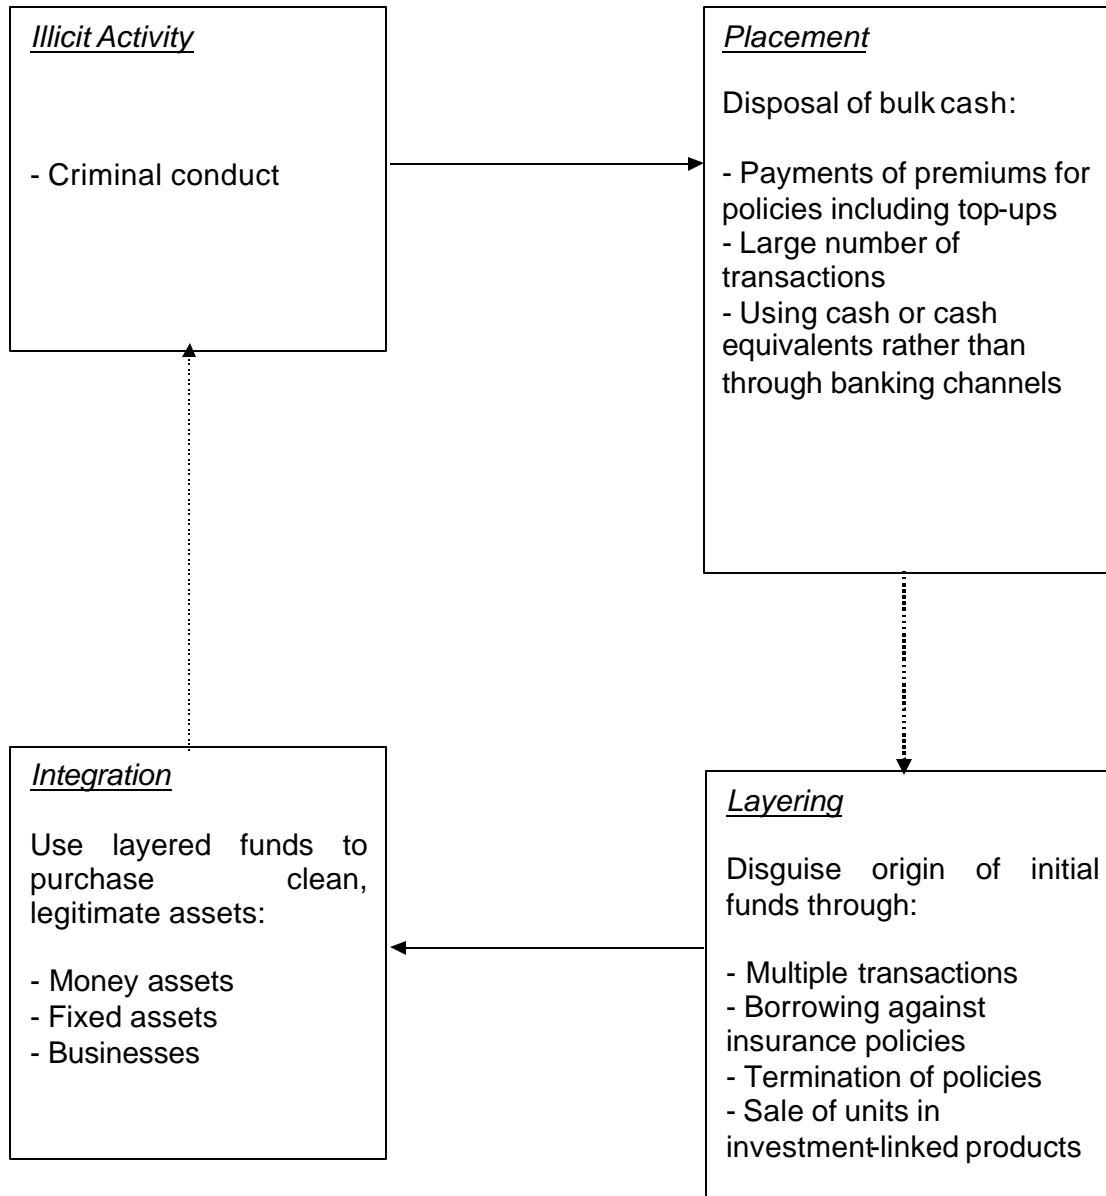 Illicit Activity
- Criminal conduct
Placement
Disposal of bulk cash:
- Payments of premiums for
policies including top-ups
- Large number of
transactions
- Using cash or cash
equivalents rather than
through banking channels
Integration
Use layered funds to
purchase clean,
legitimate assets:
- Money assets
- Fixed assets
- Businesses
Layering
Disguise origin of initial
funds through:
- Multiple transactions
- Borrowing against
insurance policies
- Termination of policies
- Sale of units in
investment-linked products